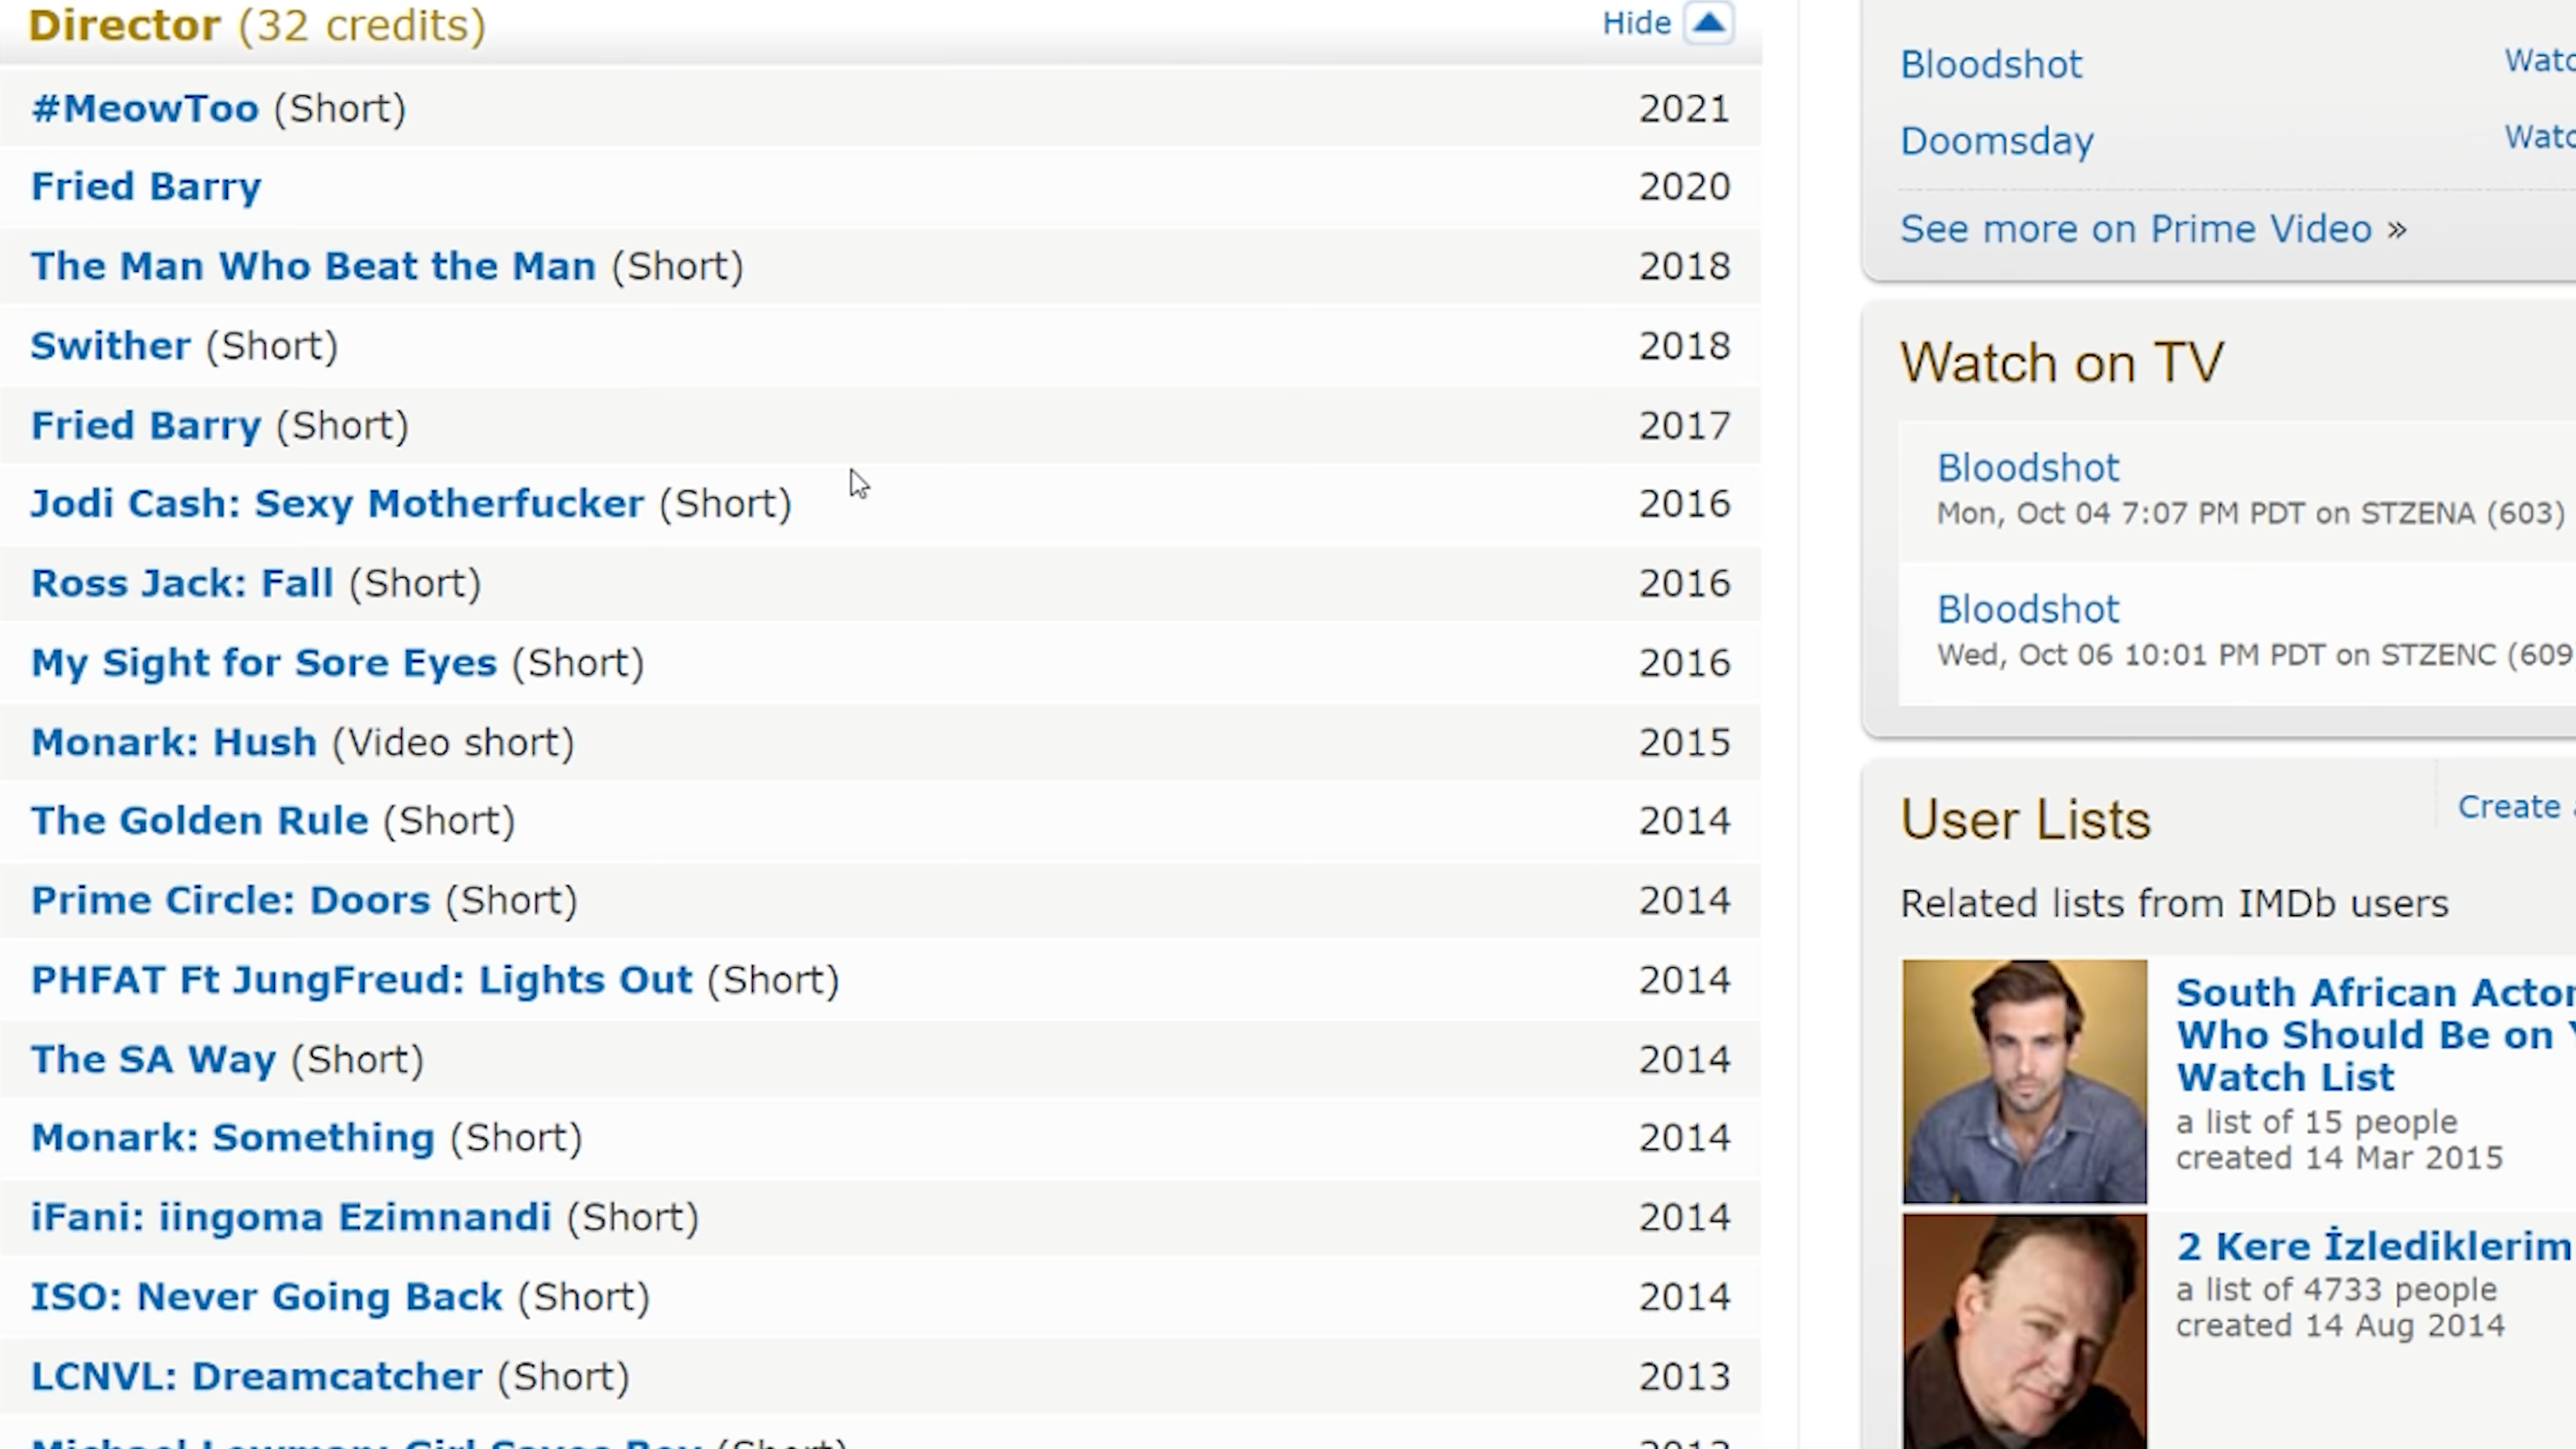 Director (32 credits)
Hide
#MeowToo (Short) 2021
Fried Barry 2020
The Man Who Beat the Man (Short) 2018
Swither (Short) 2018
Fried Barry (Short) 2017
Jodi Cash: Sexy Motherfucker (Short) 2016
Ross Jack: Fall (Short) 2016
My Sight for Sore Eyes (Short) 2016
Monark: Hush (Video short) 2015
The Golden Rule (Short) 2014
Prime Circle: Doors (Short) 2014
PHFAT Ft JungFreud: Lights Out (Short) 2014
The SA Way (Short) 2014
Monark: Something (Short) 2014
iFani: iingoma Ezimnandi (Short) 2014
ISO: Never Going Back (Short) 2014
LCNVL: Dreamcatcher (Short) 2013
Bloodshot
Doomsday
See more on Prime Video »
Watch on TV
Bloodshot
Mon, Oct 04 7:07 PM PDT on STZENA (603)
Bloodshot
Wed, Oct 06 10:01 PM PDT on STZENC (609
User Lists
Create
Related lists from IMDb users
South African Actor
Who Should Be on
Watch List
a list of 15 people
created 14 Mar 2015
2 Kere İzlediklerim
a list of 4733 people
created 14 Aug 2014